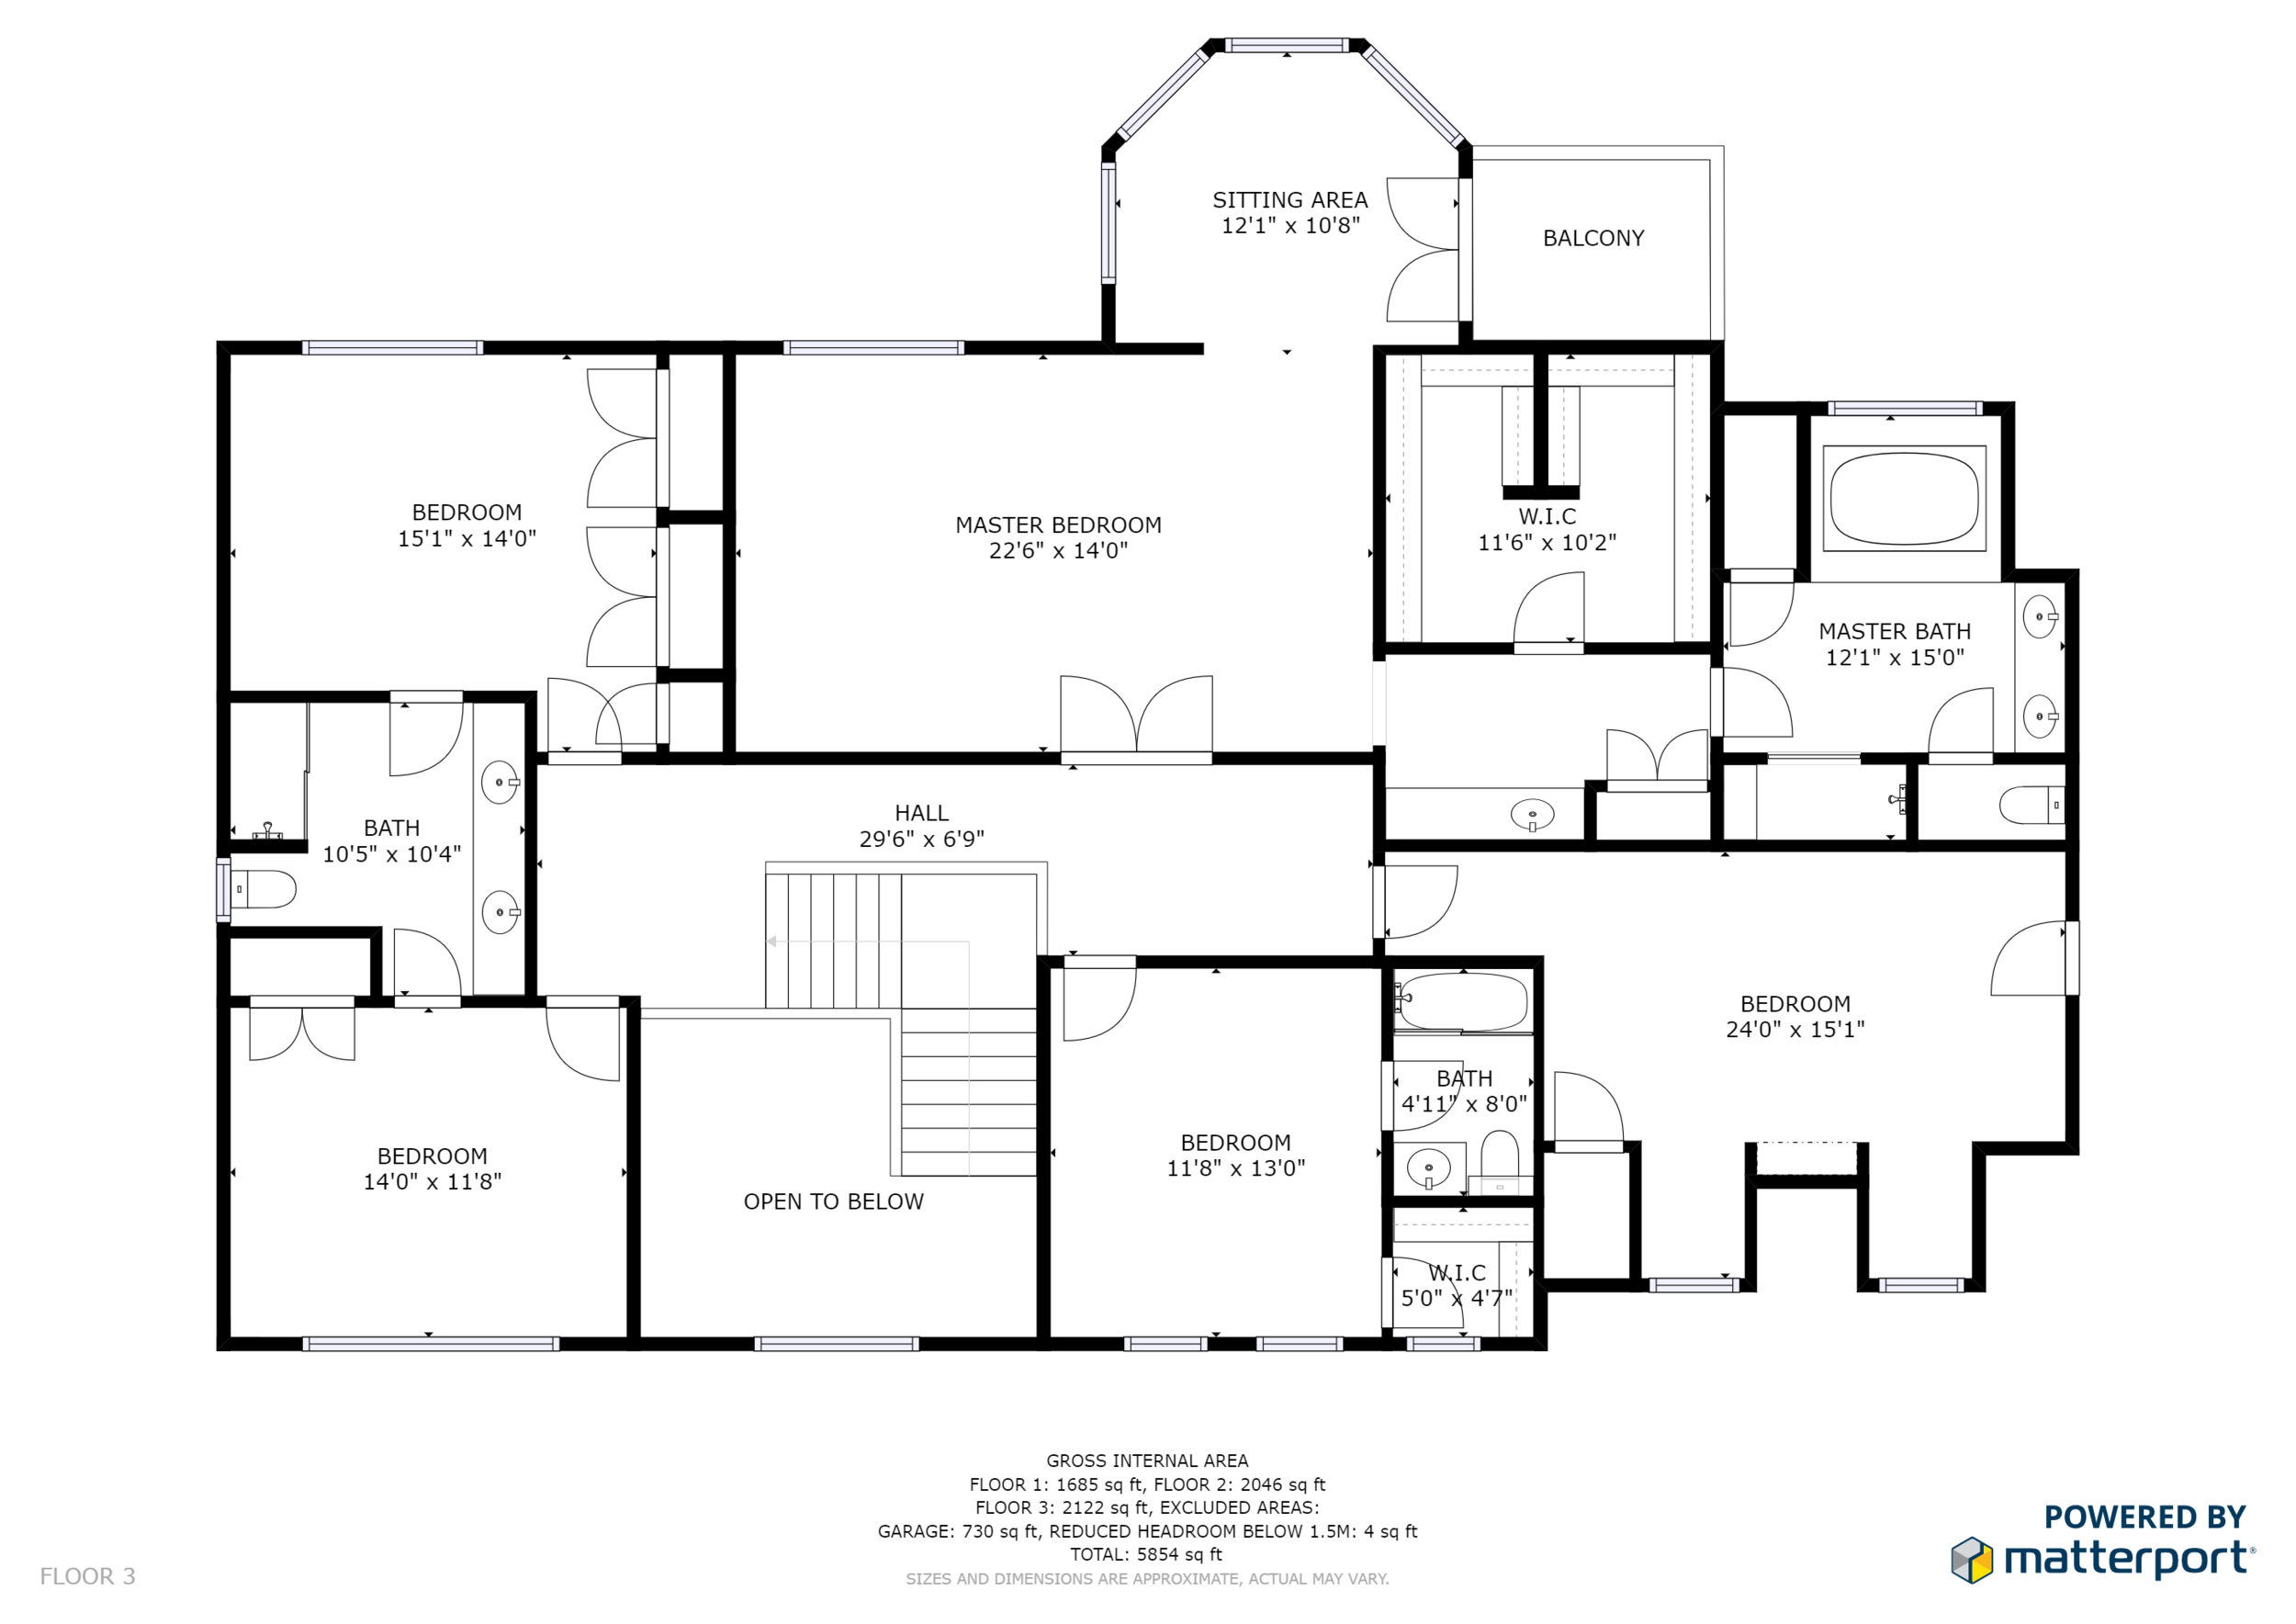 SITTING AREA
12'1" x 10'8"
BALCONY
BEDROOM
15'1" x 14'0"
MASTER BEDROOM
22'6" x 14'0"
W.I.C
11'6" x 10'2"
MASTER BATH
12'1" x 15'0"
BATH
10'5" x 10'4"
HALL
29'6" x 6'9"
BEDROOM
24'0" x 15'1"
BATH
4'11" x 8'0"
BEDROOM
14'0" x 11'8"
OPEN TO BELOW
BEDROOM
11'8" x 13'0"
W.I.C
5'0" x 4'7"
GROSS INTERNAL AREA
FLOOR 1: 1685 sq ft, FLOOR 2: 2046 sq ft
FLOOR 3: 2122 sq ft, EXCLUDED AREAS:
GARAGE: 730 sq ft, REDUCED HEADROOM BELOW 1.5M: 4 sq ft
TOTAL: 5854 sq ft
SIZES AND DIMENSIONS ARE APPROXIMATE, ACTUAL MAY VARY.
FLOOR 3
POWERED BY
matterport®